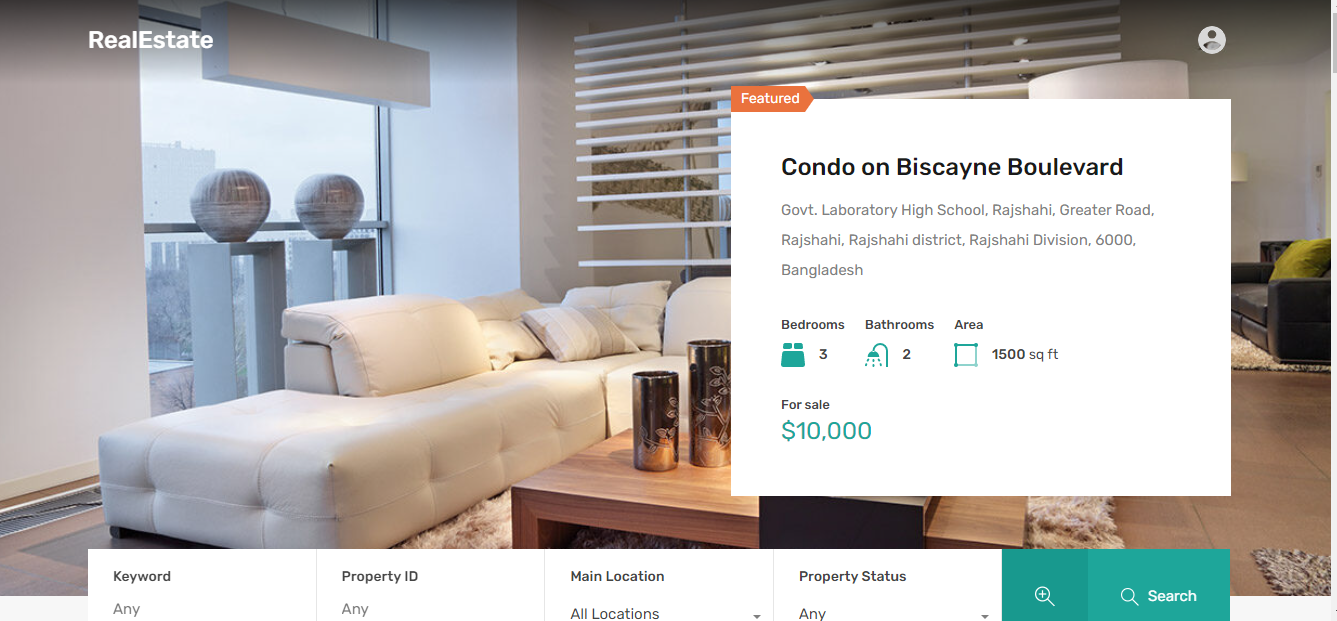 RealEstate
Featured
Condo on Biscayne Boulevard
Govt. Laboratory High School, Rajshahi, Greater Road,
Rajshahi, Rajshahi district, Rajshahi Division, 6000,
Bangladesh
Bedrooms Bathrooms Area
3 2 1500 sq ft
For sale
$10,000
Keyword Property ID Main Location Property Status
Any Any All Locations Any
Search